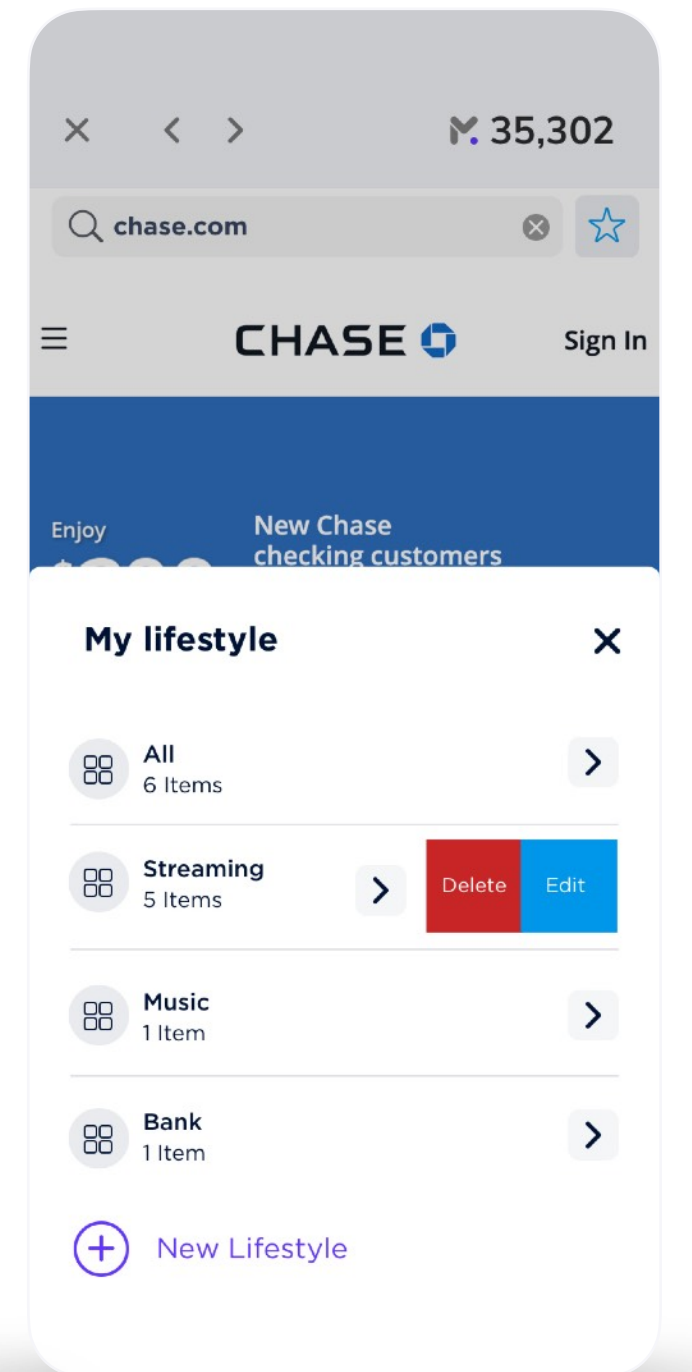 35,302
chase.com
CHASE
Sign In
Enjoy
New Chase
checking customers
My lifestyle
All
6 Items
Streaming
5 Items
Delete
Edit
Music
1 Item
Bank
1 Item
New Lifestyle